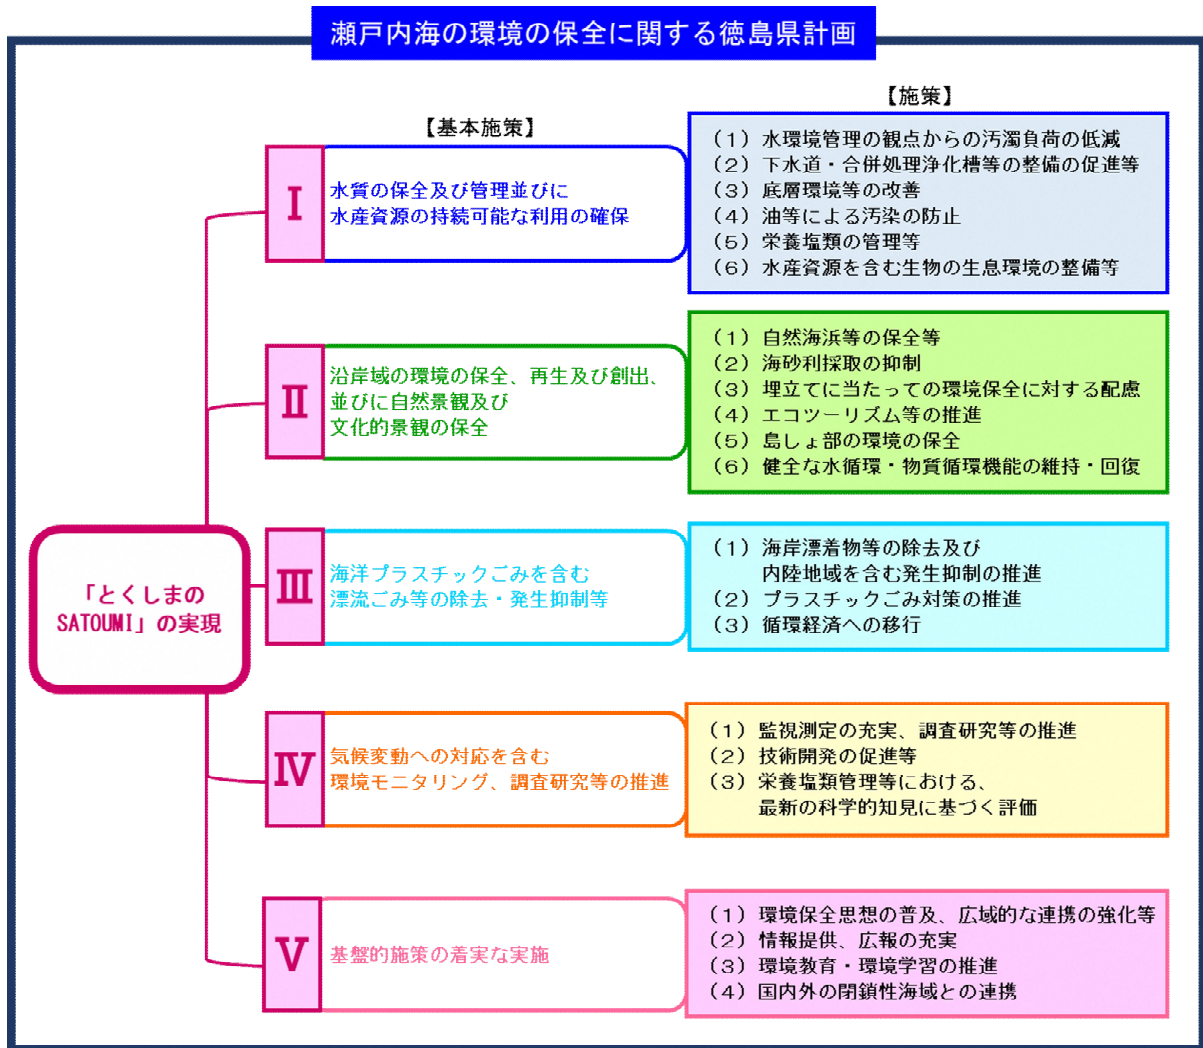 瀬戸内海の環境の保全に関する徳島県計画
【基本施策】
【施策】
「とくしまの
SATOUMI」の実現
Ⅰ
水質の保全及び管理並びに
水産資源の持続可能な利用の確保
(1) 水環境管理の観点からの汚濁負荷の低減
(2) 下水道・合併処理浄化槽等の整備の促進等
(3) 底層環境等の改善
(4) 油等による汚染の防止
(5) 栄養塩類の管理等
(6) 水産資源を含む生物の生息環境の整備等
Ⅱ
沿岸域の環境の保全、再生及び創出、
並びに自然景観及び
文化的景観の保全
(1) 自然海浜等の保全等
(2) 海砂利採取の抑制
(3) 埋立てに当たっての環境保全に対する配慮
(4) エコツーリズム等の推進
(5) 島しょ部の環境の保全
(6) 健全な水循環・物質循環機能の維持・回復
Ⅲ
海洋プラスチックごみを含む
漂流ごみ等の除去・発生抑制等
(1) 海岸漂着物等の除去及び
内陸地域を含む発生抑制の推進
(2) プラスチックごみ対策の推進
(3) 循環経済への移行
Ⅳ
気候変動への対応を含む
環境モニタリング、調査研究等の推進
(1) 監視測定の充実、調査研究等の推進
(2) 技術開発の促進等
(3) 栄養塩類管理等における、
最新の科学的知見に基づく評価
Ⅴ
基盤的施策の着実な実施
(1) 環境保全思想の普及、広域的な連携の強化等
(2) 情報提供、広報の充実
(3) 環境教育・環境学習の推進
(4) 国内外の閉鎖性海域との連携